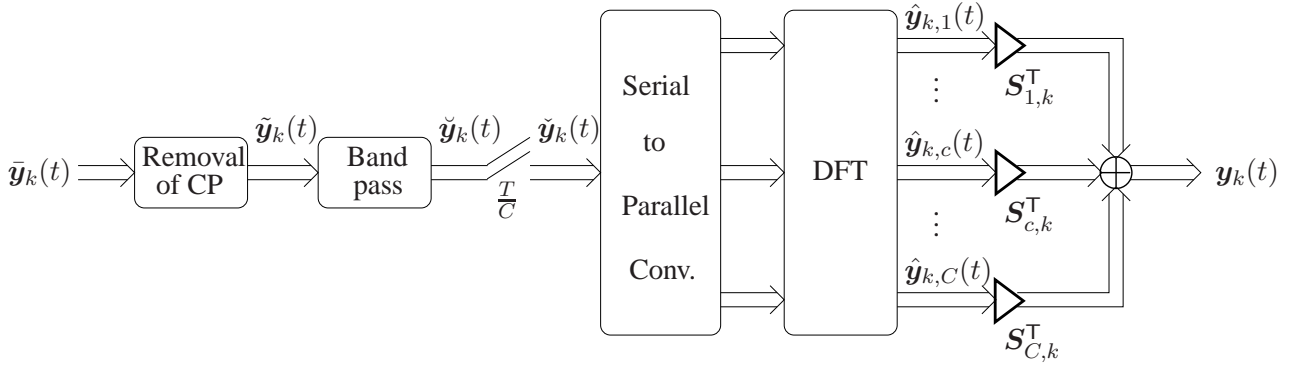 ȳ_k(t)
Removal
of CP
ỹ_k(t)
Band
pass
y̆_k(t)
T/C
y̌_k(t)
Serial
to
Parallel
Conv.
DFT
ŷ_{k,1}(t)
S^T_{1,k}
⋮
ŷ_{k,c}(t)
S^T_{c,k}
⋮
ŷ_{k,C}(t)
S^T_{C,k}
y_k(t)